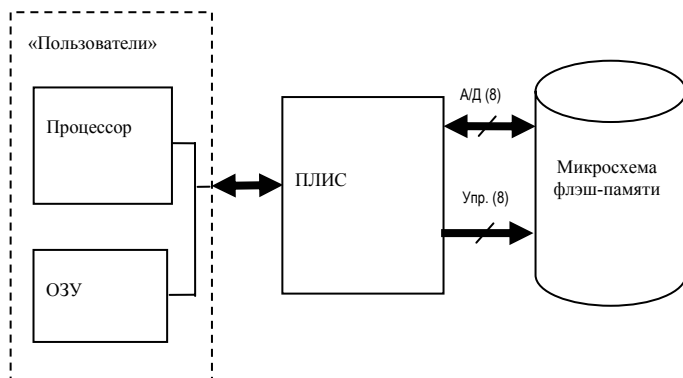 «Пользователи»
Процессор
ОЗУ
ПЛИС
А/Д (8)
Упр. (8)
Микросхема
флэш-памяти